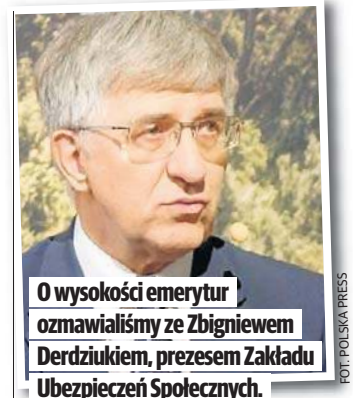 O wysokości emerytur
ozmawialiśmy ze Zbigniewem
Derdziukiem, prezesem Zakładu
Ubezpieczeń Społecznych.
FOT. POLSKA PRESS